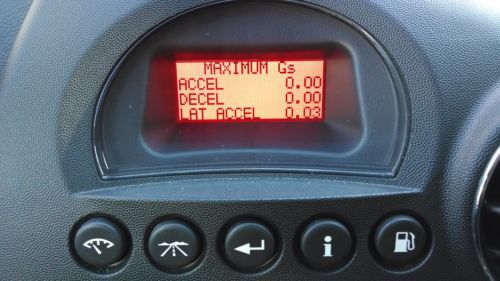 MAXIMUM Gs
ACCEL 0.00
DECEL 0.00
LAT ACCEL 0.03
i